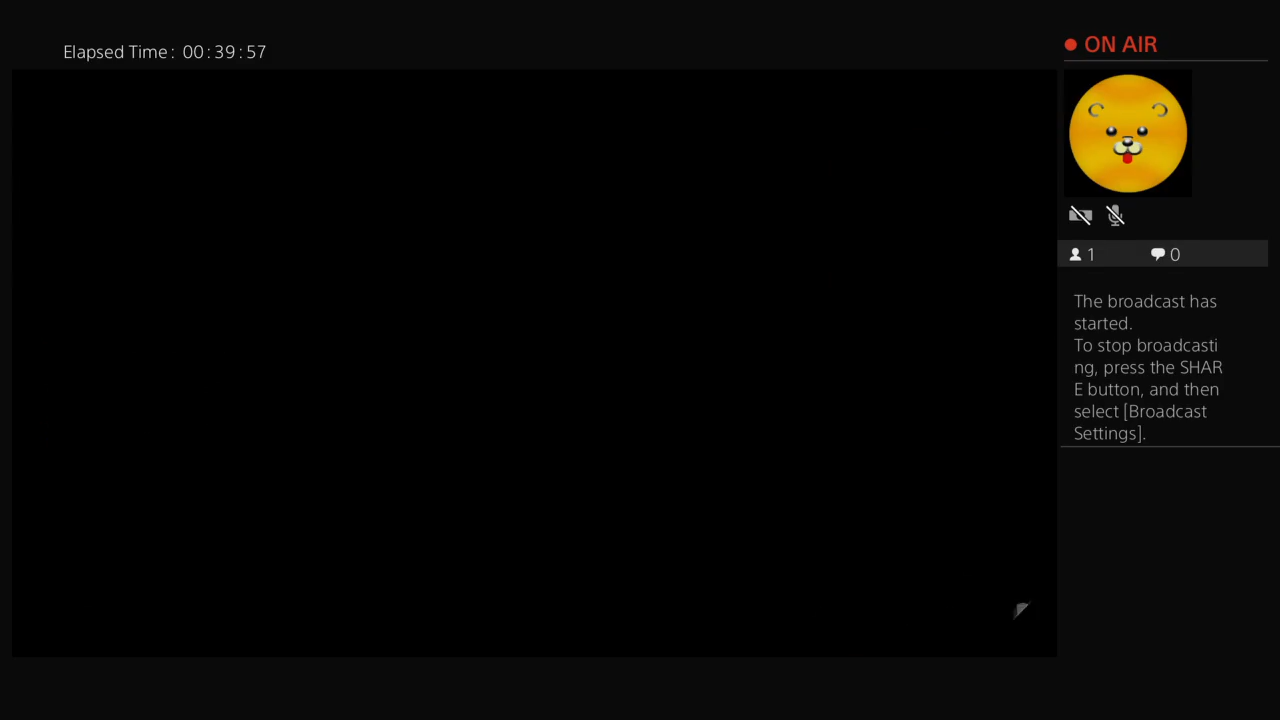 Elapsed Time: 00:39:57
ON AIR
1
0
The broadcast has
started.
To stop broadcasti
ng, press the SHAR
E button, and then
select [Broadcast
Settings].